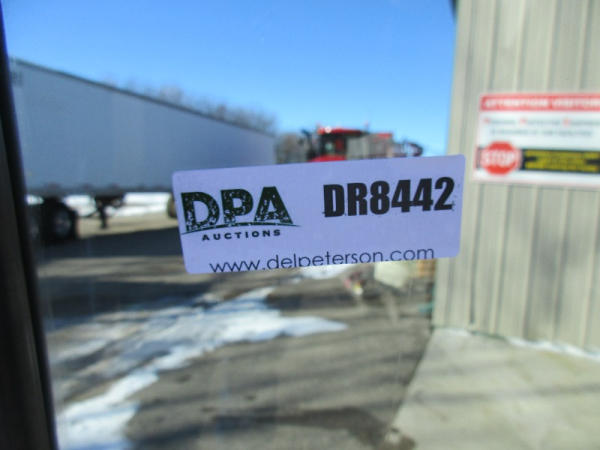 DPA
AUCTIONS
DR8442
www.delpeterson.com
ATTENTION VISITORS
STOP